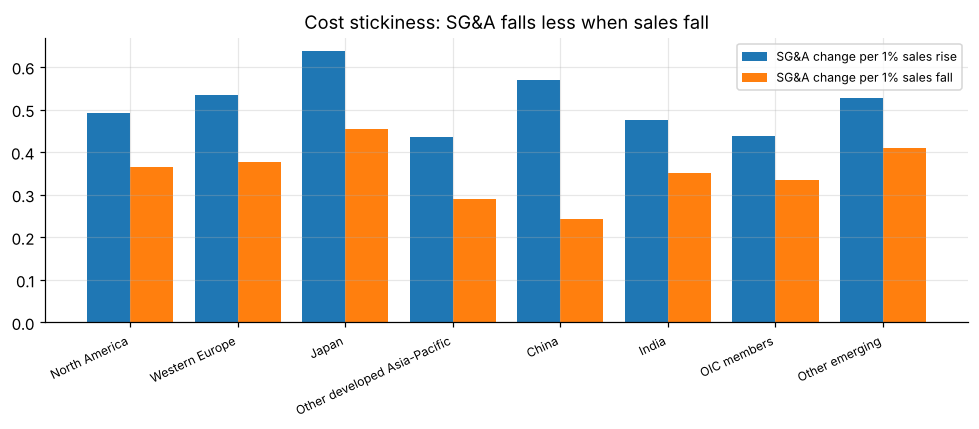 Cost stickiness: SG&A falls less when sales fall
SG&A change per 1% sales rise
SG&A change per 1% sales fall
0.6
0.5
0.4
0.3
0.2
0.1
0.0
North America
Western Europe
Japan
Other developed Asia-Pacific
China
India
OIC members
Other emerging